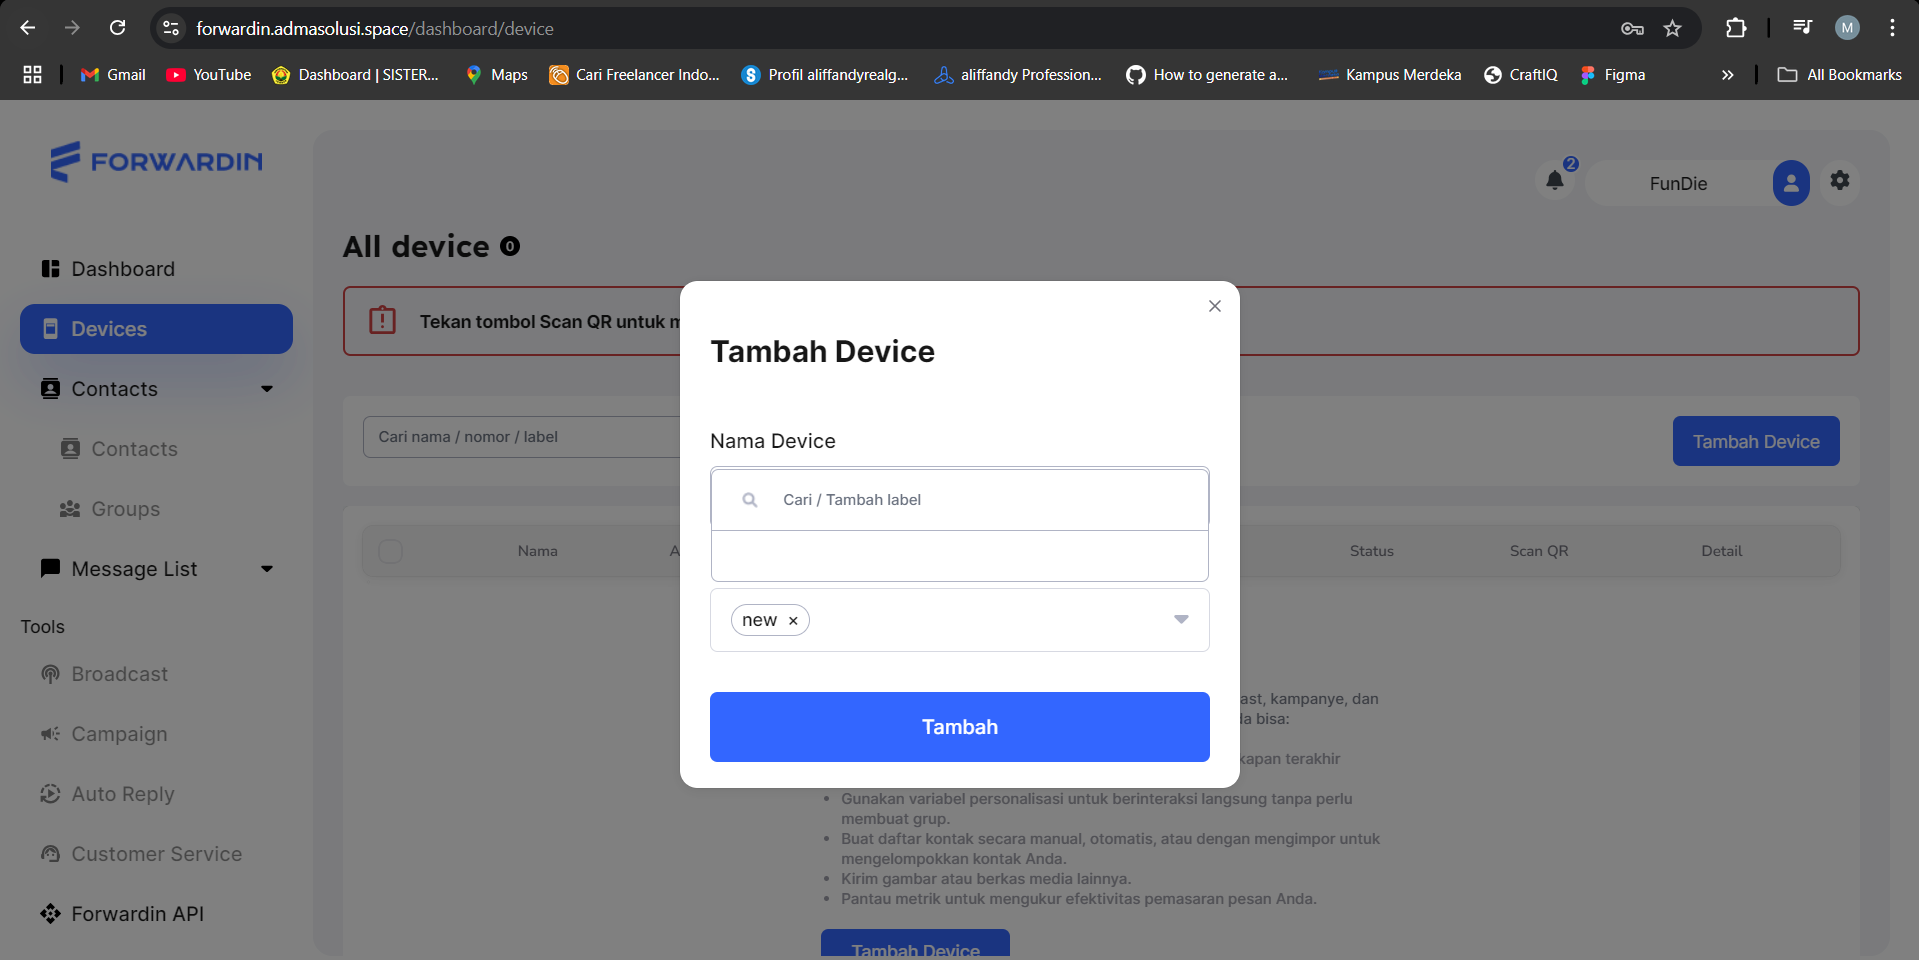 forwardin.admasolusi.space/dashboard/device
M
Gmail
YouTube
Dashboard | SISTER...
Maps
Cari Freelancer Indo...
Profil aliffandyrealg...
aliffandy Profession...
How to generate a...
Kampus Merdeka
CraftIQ
Figma
All Bookmarks
FORWARDIN
2
FunDie
Dashboard
Devices
Contacts
Contacts
Groups
Message List
Tools
Broadcast
Campaign
Auto Reply
Customer Service
Forwardin API
All device 0
Tekan tombol Scan QR untuk m
Cari nama / nomor / label
Tambah Device
Nama
A
Status
Scan QR
Detail
Tambah Device
Nama Device
Cari / Tambah label
new ×
Tambah
ast, kampanye, dan
da bisa:
kapan terakhir
• Gunakan variabel personalisasi untuk berinteraksi langsung tanpa perlu
membuat grup.
• Buat daftar kontak secara manual, otomatis, atau dengan mengimpor untuk
mengelompokkan kontak Anda.
• Kirim gambar atau berkas media lainnya.
• Pantau metrik untuk mengukur efektivitas pemasaran pesan Anda.
Tambah Device